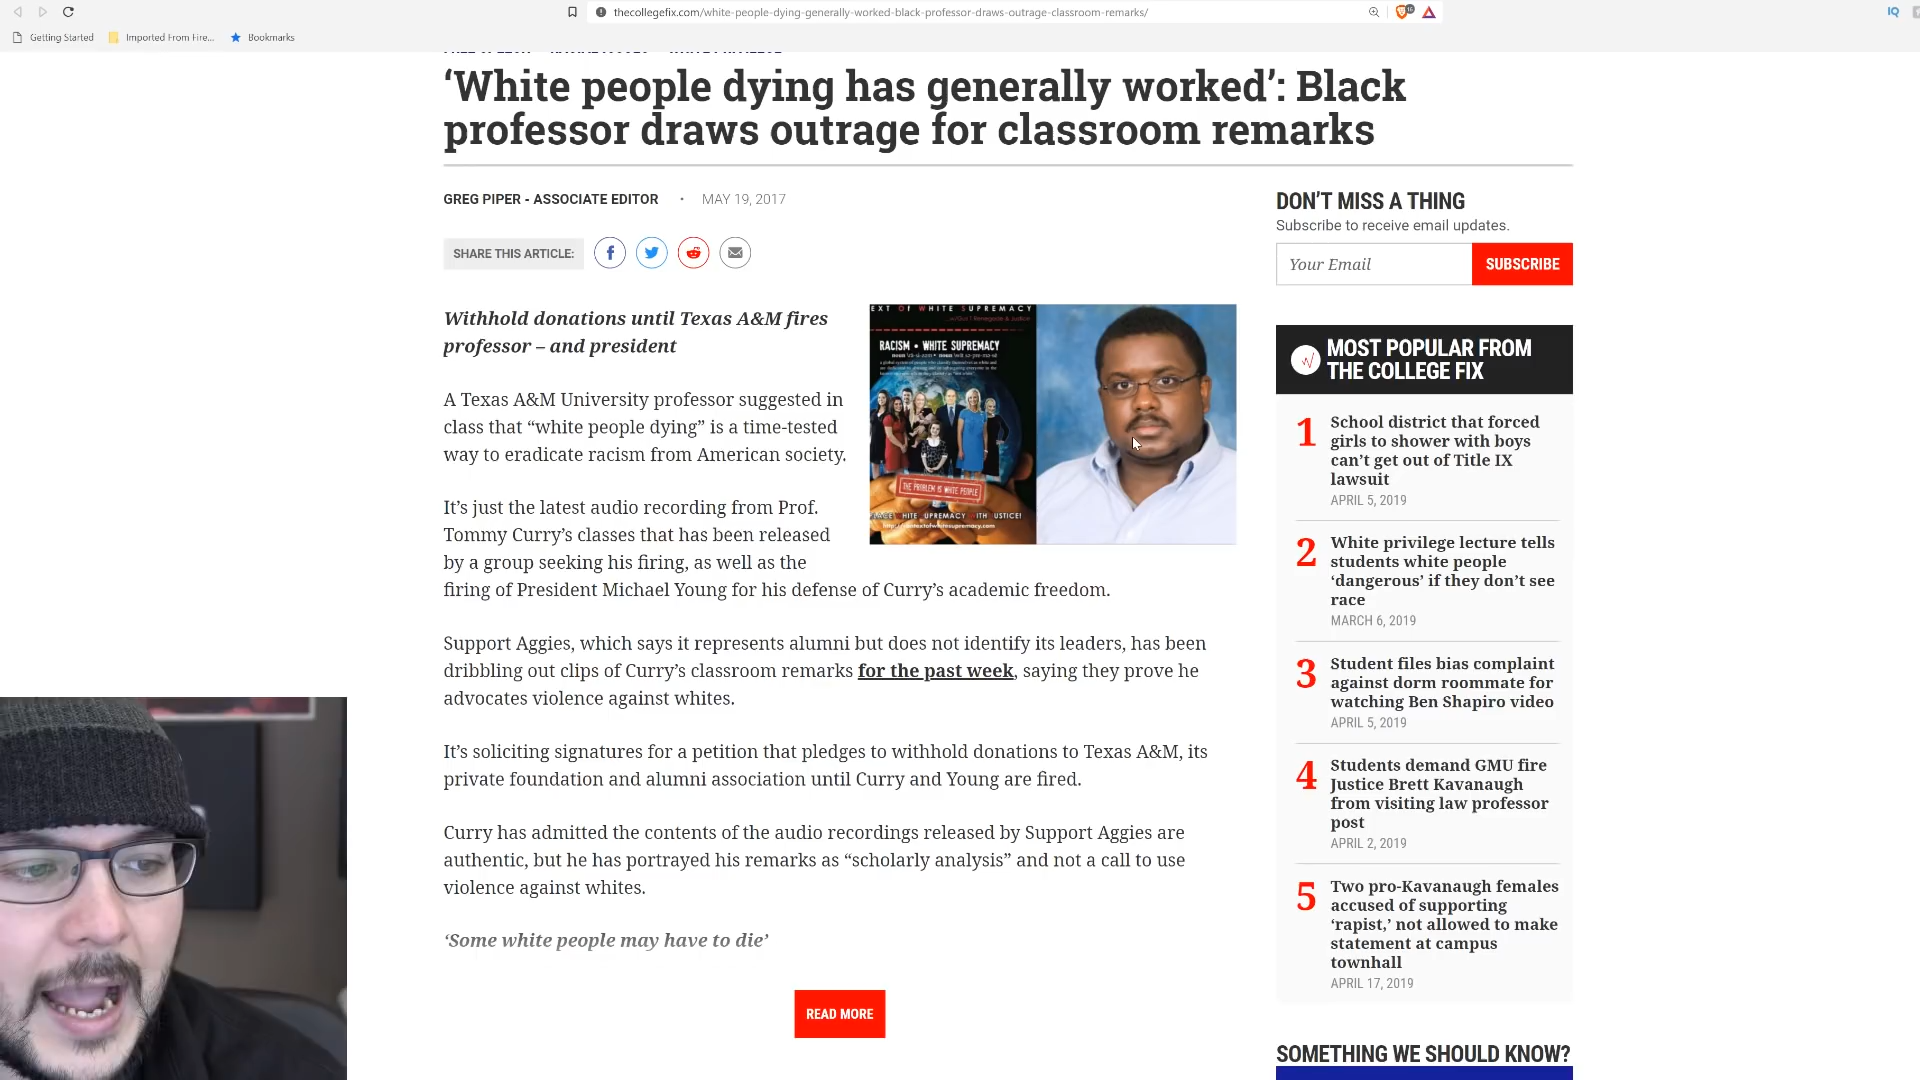 thecollegefix.com/white-people-dying-generally-worked-black-professor-draws-outrage-classroom-remarks/
16
IQ
Getting Started
Imported From Fire...
Bookmarks
‘White people dying has generally worked’: Black
professor draws outrage for classroom remarks
GREG PIPER - ASSOCIATE EDITOR • MAY 19, 2017
SHARE THIS ARTICLE:
Withhold donations until Texas A&M fires
professor – and president
A Texas A&M University professor suggested in
class that “white people dying” is a time-tested
way to eradicate racism from American society.
It’s just the latest audio recording from Prof.
Tommy Curry’s classes that has been released
by a group seeking his firing, as well as the
firing of President Michael Young for his defense of Curry’s academic freedom.
Support Aggies, which says it represents alumni but does not identify its leaders, has been
dribbling out clips of Curry’s classroom remarks for the past week, saying they prove he
advocates violence against whites.
It’s soliciting signatures for a petition that pledges to withhold donations to Texas A&M, its
private foundation and alumni association until Curry and Young are fired.
Curry has admitted the contents of the audio recordings released by Support Aggies are
authentic, but he has portrayed his remarks as “scholarly analysis” and not a call to use
violence against whites.
‘Some white people may have to die’
READ MORE
EXT OF WHITE SUPREMACY
RACISM • WHITE SUPREMACY
THE PROBLEM IS WHITE PEOPLE
DON’T MISS A THING
Subscribe to receive email updates.
Your Email
SUBSCRIBE
MOST POPULAR FROM
THE COLLEGE FIX
1 School district that forced
girls to shower with boys
can’t get out of Title IX
lawsuit
APRIL 5, 2019
2 White privilege lecture tells
students white people
‘dangerous’ if they don’t see
race
MARCH 6, 2019
3 Student files bias complaint
against dorm roommate for
watching Ben Shapiro video
APRIL 5, 2019
4 Students demand GMU fire
Justice Brett Kavanaugh
from visiting law professor
post
APRIL 2, 2019
5 Two pro-Kavanaugh females
accused of supporting
‘rapist,’ not allowed to make
statement at campus
townhall
APRIL 17, 2019
SOMETHING WE SHOULD KNOW?